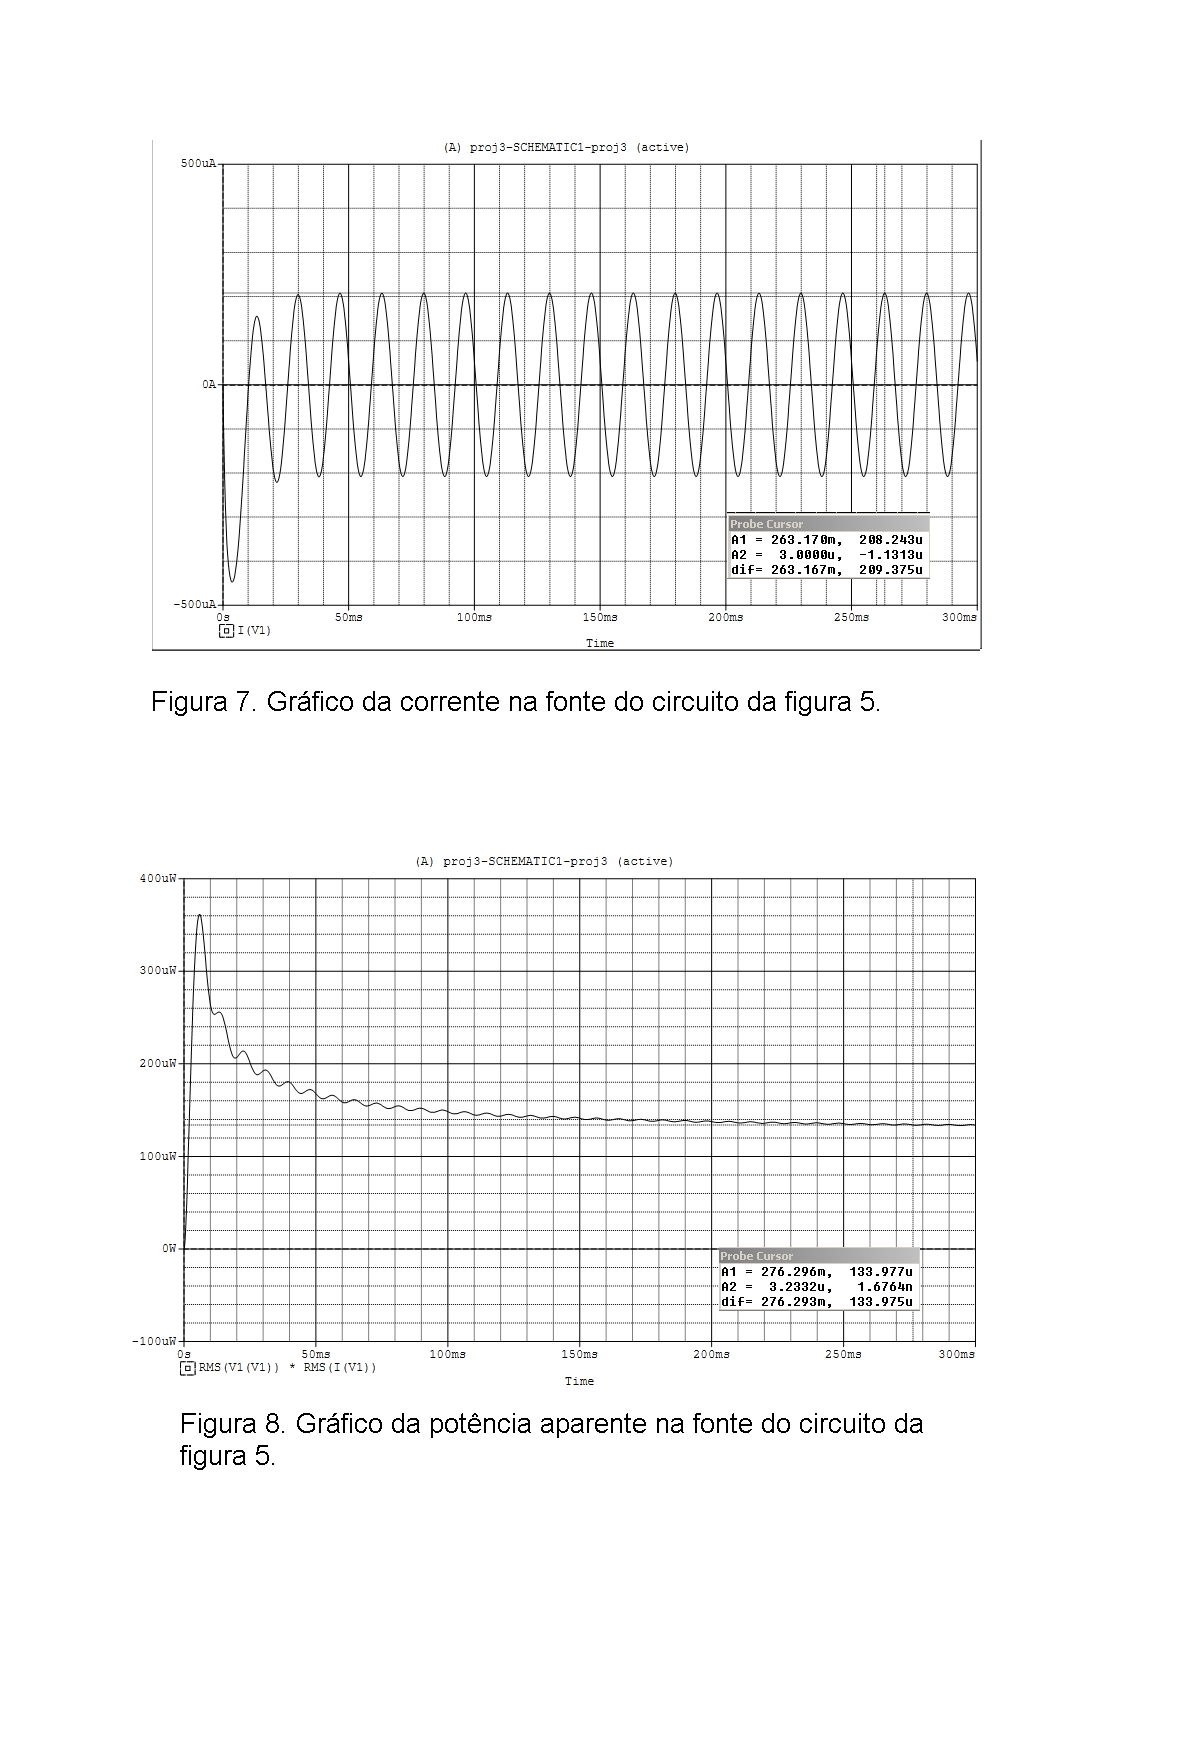 (A) proj3-SCHEMATIC1-proj3 (active)
500uA
0A
Probe Cursor
A1 = 263.170m, 208.243u
A2 = 3.0000u, -1.1313u
dif= 263.167m, 209.375u
-500uA
0s 50ms 100ms 150ms 200ms 250ms 300ms
I(V1)
Time
Figura 7. Gráfico da corrente na fonte do circuito da figura 5.
(A) proj3-SCHEMATIC1-proj3 (active)
400uW
300uW
200uW
100uW
0W
Probe Cursor
A1 = 276.296m, 133.977u
A2 = 3.2332u, 1.6764n
dif= 276.293m, 133.975u
-100uW
0s 50ms 100ms 150ms 200ms 250ms 300ms
RMS(V1(V1)) * RMS(I(V1))
Time
Figura 8. Gráfico da potência aparente na fonte do circuito da
figura 5.